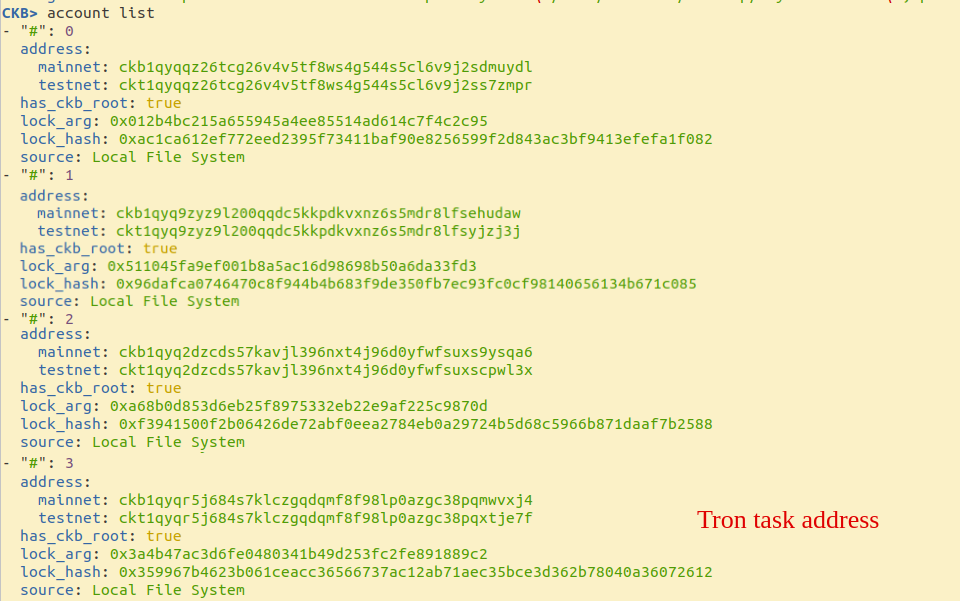 CKB> account list
- "#": 0
address:
mainnet: ckb1qyqqz26tcg26v4v5tf8ws4g544s5cl6v9j2sdmuydl
testnet: ckt1qyqqz26tcg26v4v5tf8ws4g544s5cl6v9j2ss7zmpr
has_ckb_root: true
lock_arg: 0x012b4bc215a655945a4ee85514ad614c7f4c2c95
lock_hash: 0xac1ca612ef772eed2395f73411baf90e8256599f2d843ac3bf9413efefa1f082
source: Local File System
- "#": 1
address:
mainnet: ckb1qyq9zyz9l200qqdc5kkpdkvxnz6s5mdr8lfsehudaw
testnet: ckt1qyq9zyz9l200qqdc5kkpdkvxnz6s5mdr8lfsyjzj3j
has_ckb_root: true
lock_arg: 0x511045fa9ef001b8a5ac16d98698b50a6da33fd3
lock_hash: 0x96dafca0746470c8f944b4b683f9de350fb7ec93fc0cf98140656134b671c085
source: Local File System
- "#": 2
address:
mainnet: ckb1qyq2dzcds57kavjl396nxt4j96d0yfwfsuxs9ysqa6
testnet: ckt1qyq2dzcds57kavjl396nxt4j96d0yfwfsuxscpwl3x
has_ckb_root: true
lock_arg: 0xa68b0d853d6eb25f8975332eb22e9af225c9870d
lock_hash: 0xf3941500f2b06426de72abf0eea2784eb0a29724b5d68c5966b871daaf7b2588
source: Local File System
- "#": 3
address:
mainnet: ckb1qyqr5j684s7klczgqdqmf8f98lp0azgc38pqmwvxj4
testnet: ckt1qyqr5j684s7klczgqdqmf8f98lp0azgc38pqxtje7f
has_ckb_root: true
Tron task address
lock_arg: 0x3a4b47ac3d6fe0480341b49d253fc2fe891889c2
lock_hash: 0x359967b4623b061ceacc36566737ac12ab71aec35bce3d362b78040a36072612
source: Local File System